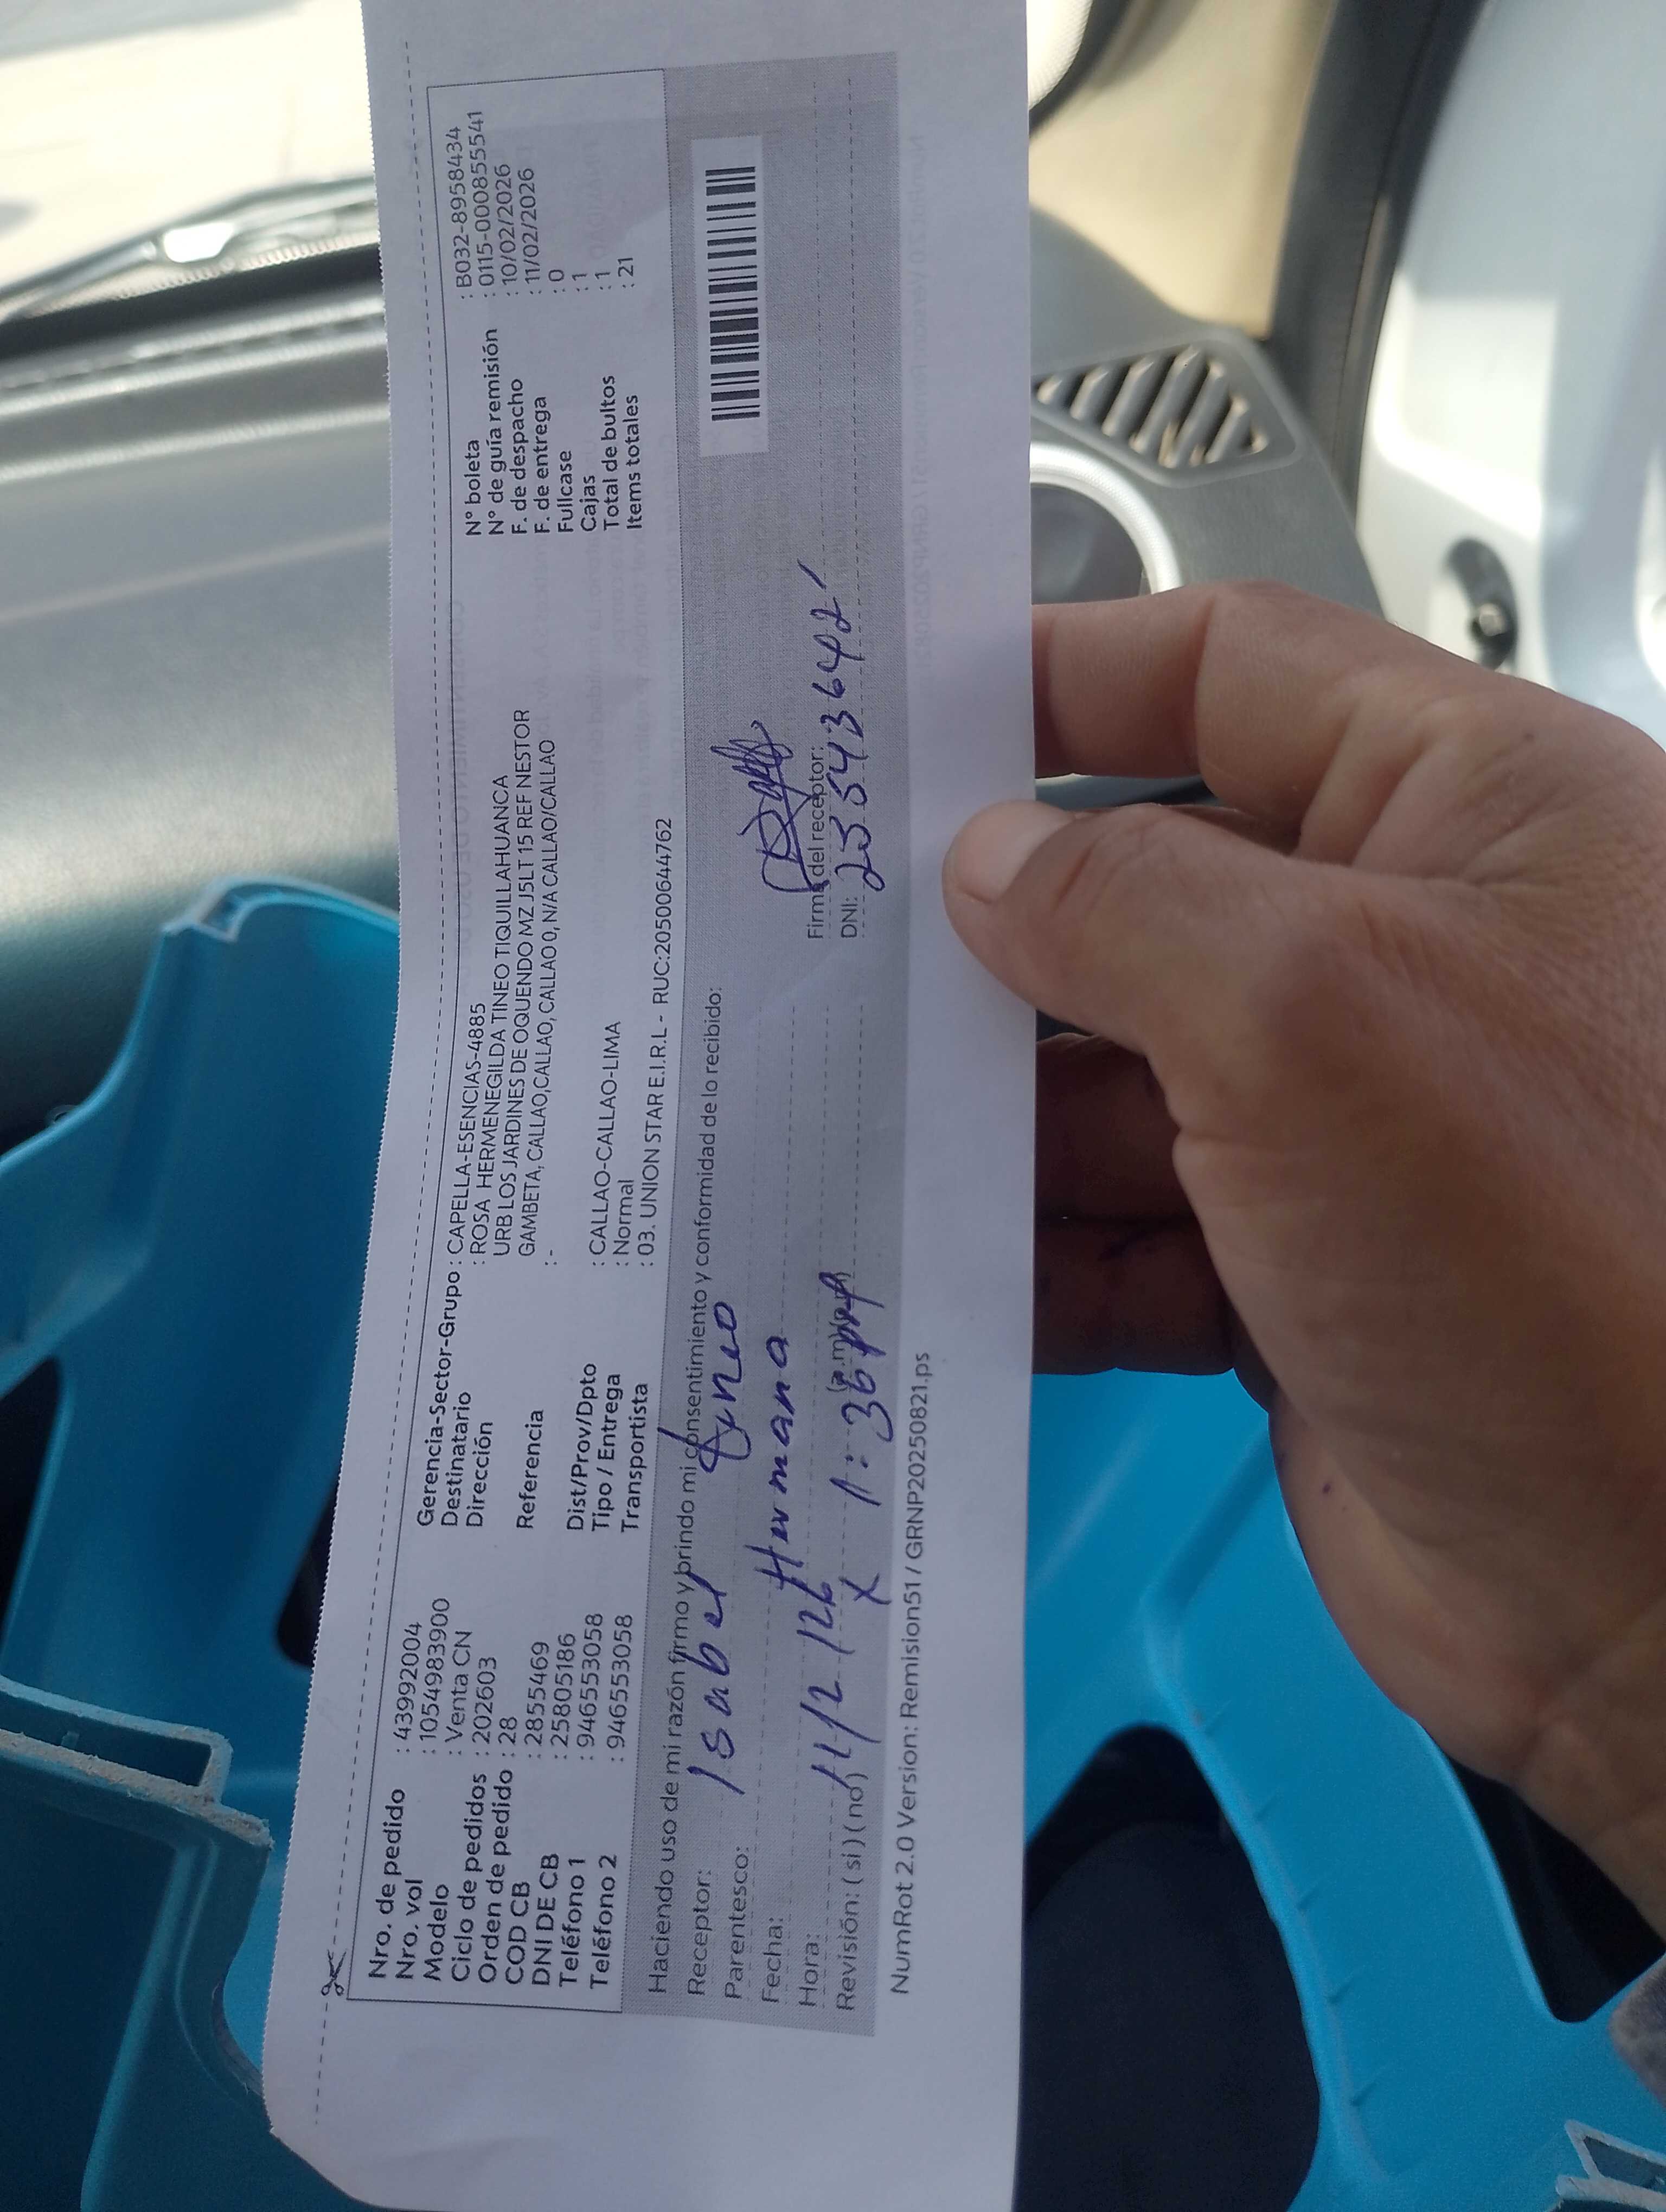 Nro. de pedido : 43992004
Nro. vol : 1054983900
Modelo : Venta CN
Ciclo de pedidos : 202603
Orden de pedido : 28
COD CB : 2855469
DNI DE CB : 25805186
Teléfono 1 : 946553058
Teléfono 2 : 946553058
Gerencia-Sector-Grupo : CAPELLA-ESENCIAS-4885
Destinatario : ROSA HERMENEGILDA TINEO TIQUILLAHUANCA
Dirección URB LOS JARDINES DE OQUENDO MZ J5LT 15 REF NESTOR
GAMBETA, CALLAO,CALLAO, CALLAO 0, N/A CALLAO/CALLAO
Referencia : -
Dist/Prov/Dpto : CALLAO-CALLAO-LIMA
Tipo / Entrega : Normal
Transportista : 03. UNION STAR E.I.R.L - RUC:20500644762
N° boleta : B032-8958434
N° de guía remisión : 0115-000855541
F. de despacho : 10/02/2026
F. de entrega : 11/02/2026
Fullcase : 0
Cajas : 1
Total de bultos : 1
Items totales : 21
Haciendo uso de mi razón firmo y brindo mi consentimiento y conformidad de lo recibido:
Receptor: Isabel Tineo
Parentesco: Hermana
Fecha: 11/2/26
Hora: 1:36 pm
Revisión: ( si ) ( no ) X
Firma del receptor:
DNI:
NumRot 2.0 Version: Remision51 / GRNP20250821.ps